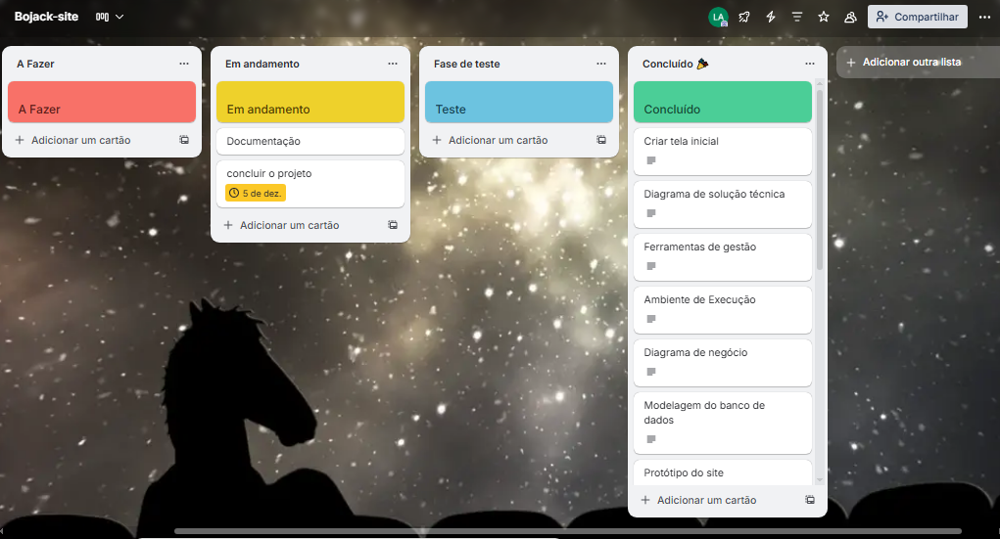 Bojack-site
LA
Compartilhar
A Fazer
A Fazer
Adicionar um cartão
Em andamento
Em andamento
Documentação
concluir o projeto
5 de dez.
Adicionar um cartão
Fase de teste
Teste
Adicionar um cartão
Concluído 🎉
Concluído
Criar tela inicial
Diagrama de solução técnica
Ferramentas de gestão
Ambiente de Execução
Diagrama de negócio
Modelagem do banco de
dados
Protótipo do site
Adicionar um cartão
Adicionar outra lista